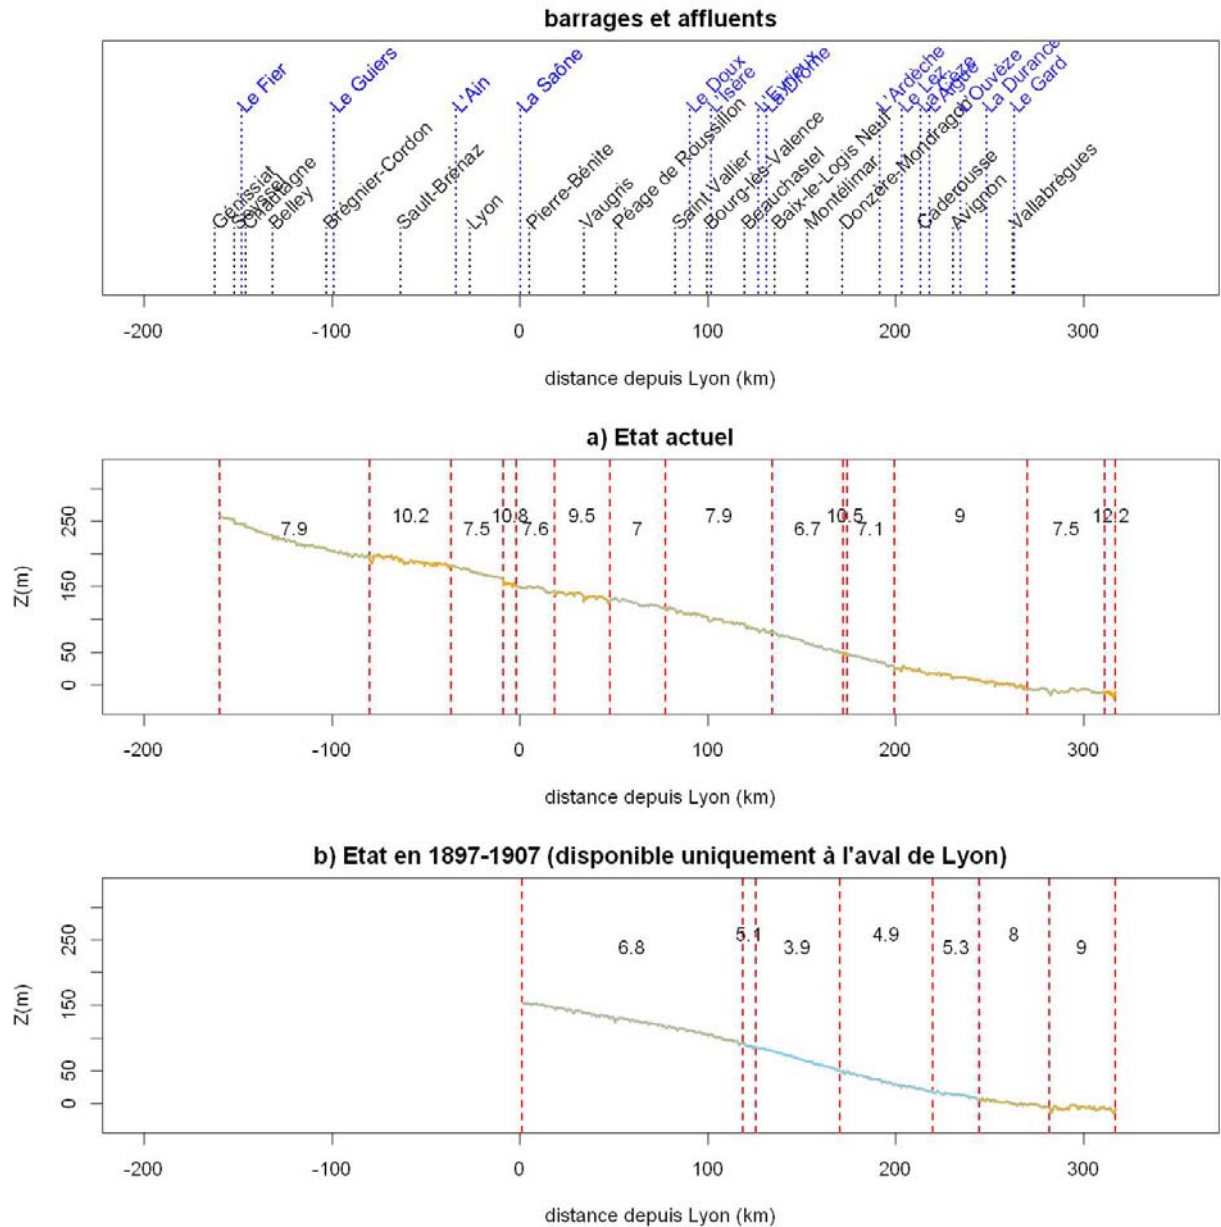 barrages et affluents
Le Fier
Le Guiers
L'Ain
La Saône
Le Doux
L'Isère
L'Eyrieux
La Drôme
L'Ardèche
Le Lez
La Cèze
L'Aigue
L'Ouvèze
La Durance
Le Gard
Génissiat
Seyssel
Chautagne
Belley
Brégnier-Cordon
Sault-Brénaz
Lyon
Pierre-Bénite
Vaugris
Péage de Roussillon
Saint-Vallier
Bourg-lès-Valence
Beauchastel
Baix-le-Logis Neuf
Montélimar
Donzère-Mondragon
Caderousse
Avignon
Vallabrègues
-200 -100 0 100 200 300
distance depuis Lyon (km)
a) Etat actuel
Z(m)
250
150
50
0
7.9 10.2 7.5 10.8 7.6 9.5 7 7.9 6.7 10.5 7.1 9 7.5 12.2
-200 -100 0 100 200 300
distance depuis Lyon (km)
b) Etat en 1897-1907 (disponible uniquement à l'aval de Lyon)
Z(m)
250
150
50
0
6.8 5.1 3.9 4.9 5.3 8 9
-200 -100 0 100 200 300
distance depuis Lyon (km)